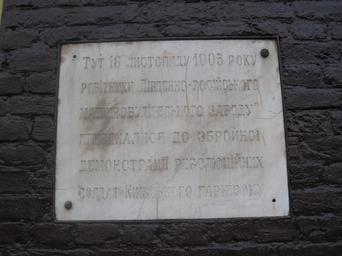 Тут 18 листопаду 1905 року
робітники Південно-російського
машинобудівельного заводу
приєдналися до збройної
демонстрації революційних
солдат Київського гарнізону